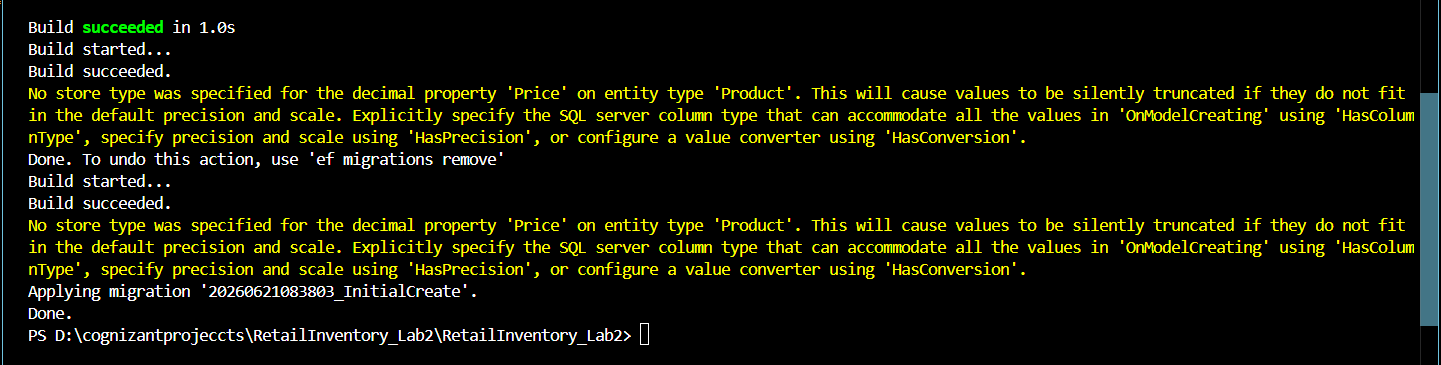 Build succeeded in 1.0s
Build started...
Build succeeded.
No store type was specified for the decimal property 'Price' on entity type 'Product'. This will cause values to be silently truncated if they do not fit
in the default precision and scale. Explicitly specify the SQL server column type that can accommodate all the values in 'OnModelCreating' using 'HasColum
nType', specify precision and scale using 'HasPrecision', or configure a value converter using 'HasConversion'.
Done. To undo this action, use 'ef migrations remove'
Build started...
Build succeeded.
No store type was specified for the decimal property 'Price' on entity type 'Product'. This will cause values to be silently truncated if they do not fit
in the default precision and scale. Explicitly specify the SQL server column type that can accommodate all the values in 'OnModelCreating' using 'HasColum
nType', specify precision and scale using 'HasPrecision', or configure a value converter using 'HasConversion'.
Applying migration '20260621083803_InitialCreate'.
Done.
PS D:\cognizantprojeccts\RetailInventory_Lab2\RetailInventory_Lab2>